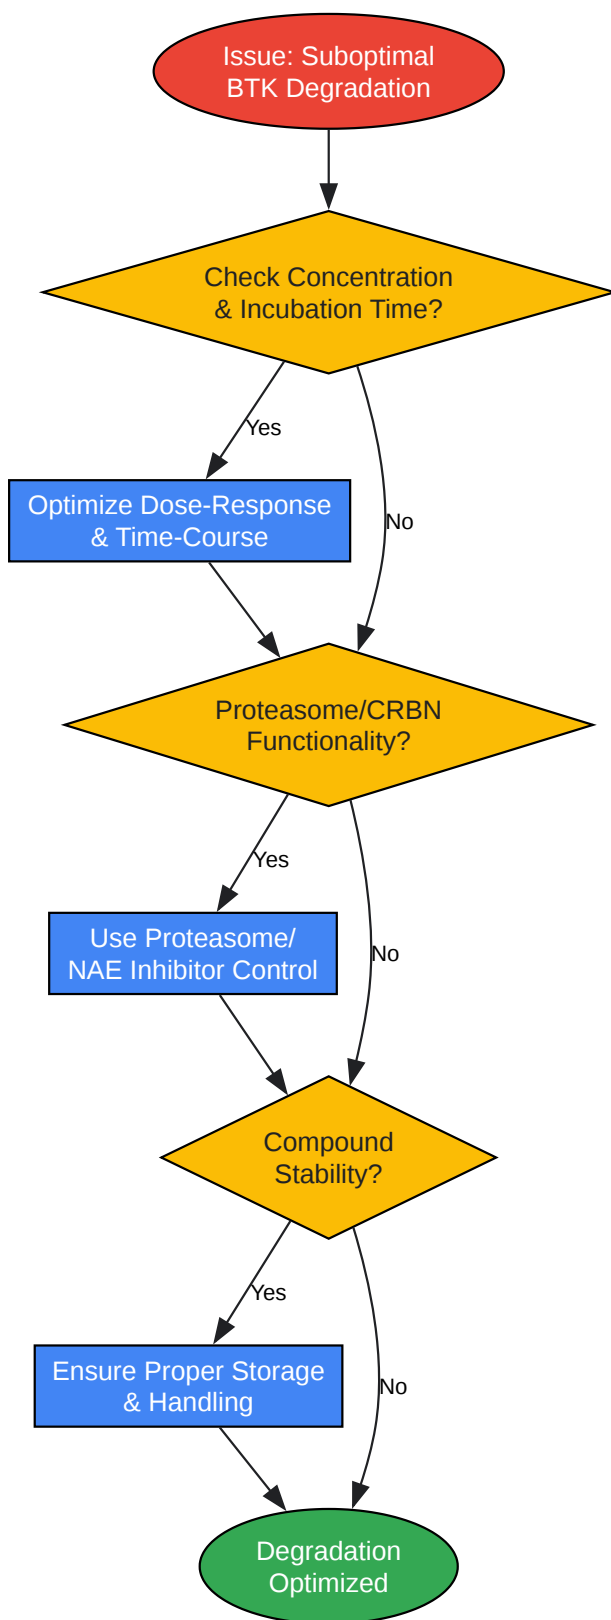 Issue: Suboptimal
BTK Degradation
Check Concentration
& Incubation Time?
Yes
Optimize Dose-Response
& Time-Course
No
Proteasome/CRBN
Functionality?
Yes
Use Proteasome/
NAE Inhibitor Control
No
Compound
Stability?
Yes
Ensure Proper Storage
& Handling
No
Degradation
Optimized